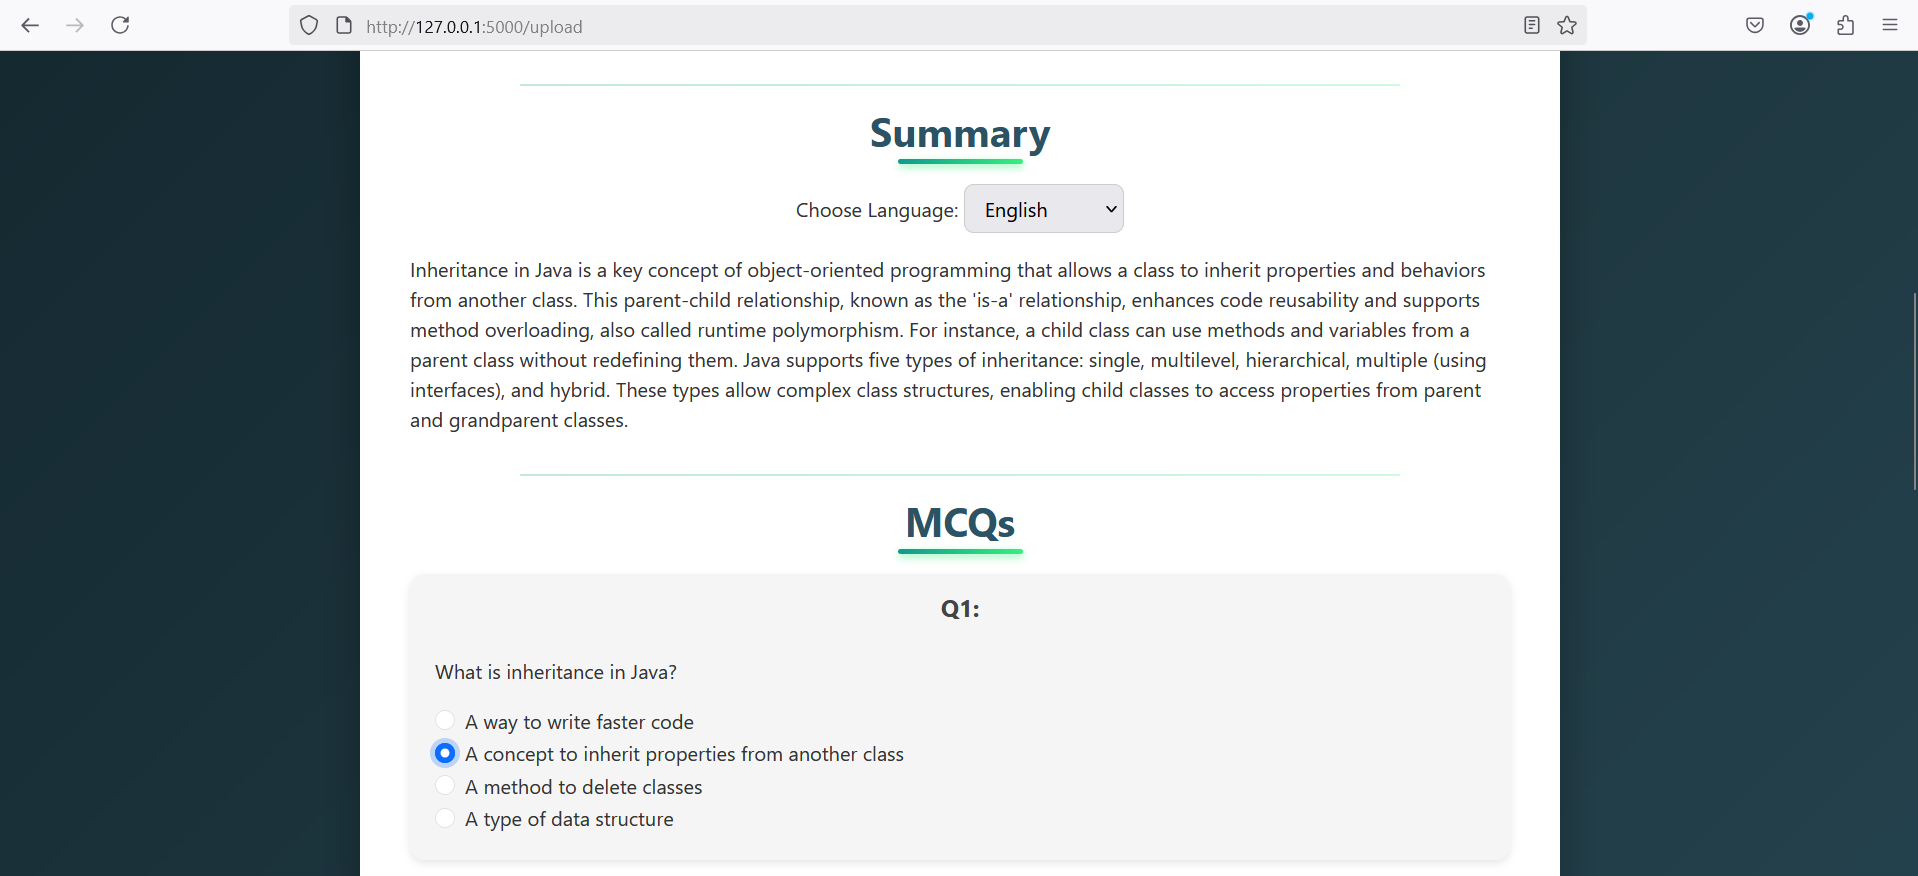 http://127.0.0.1:5000/upload
Summary
Choose Language: English
Inheritance in Java is a key concept of object-oriented programming that allows a class to inherit properties and behaviors
from another class. This parent-child relationship, known as the 'is-a' relationship, enhances code reusability and supports
method overloading, also called runtime polymorphism. For instance, a child class can use methods and variables from a
parent class without redefining them. Java supports five types of inheritance: single, multilevel, hierarchical, multiple (using
interfaces), and hybrid. These types allow complex class structures, enabling child classes to access properties from parent
and grandparent classes.
MCQs
Q1:
What is inheritance in Java?
A way to write faster code
A concept to inherit properties from another class
A method to delete classes
A type of data structure